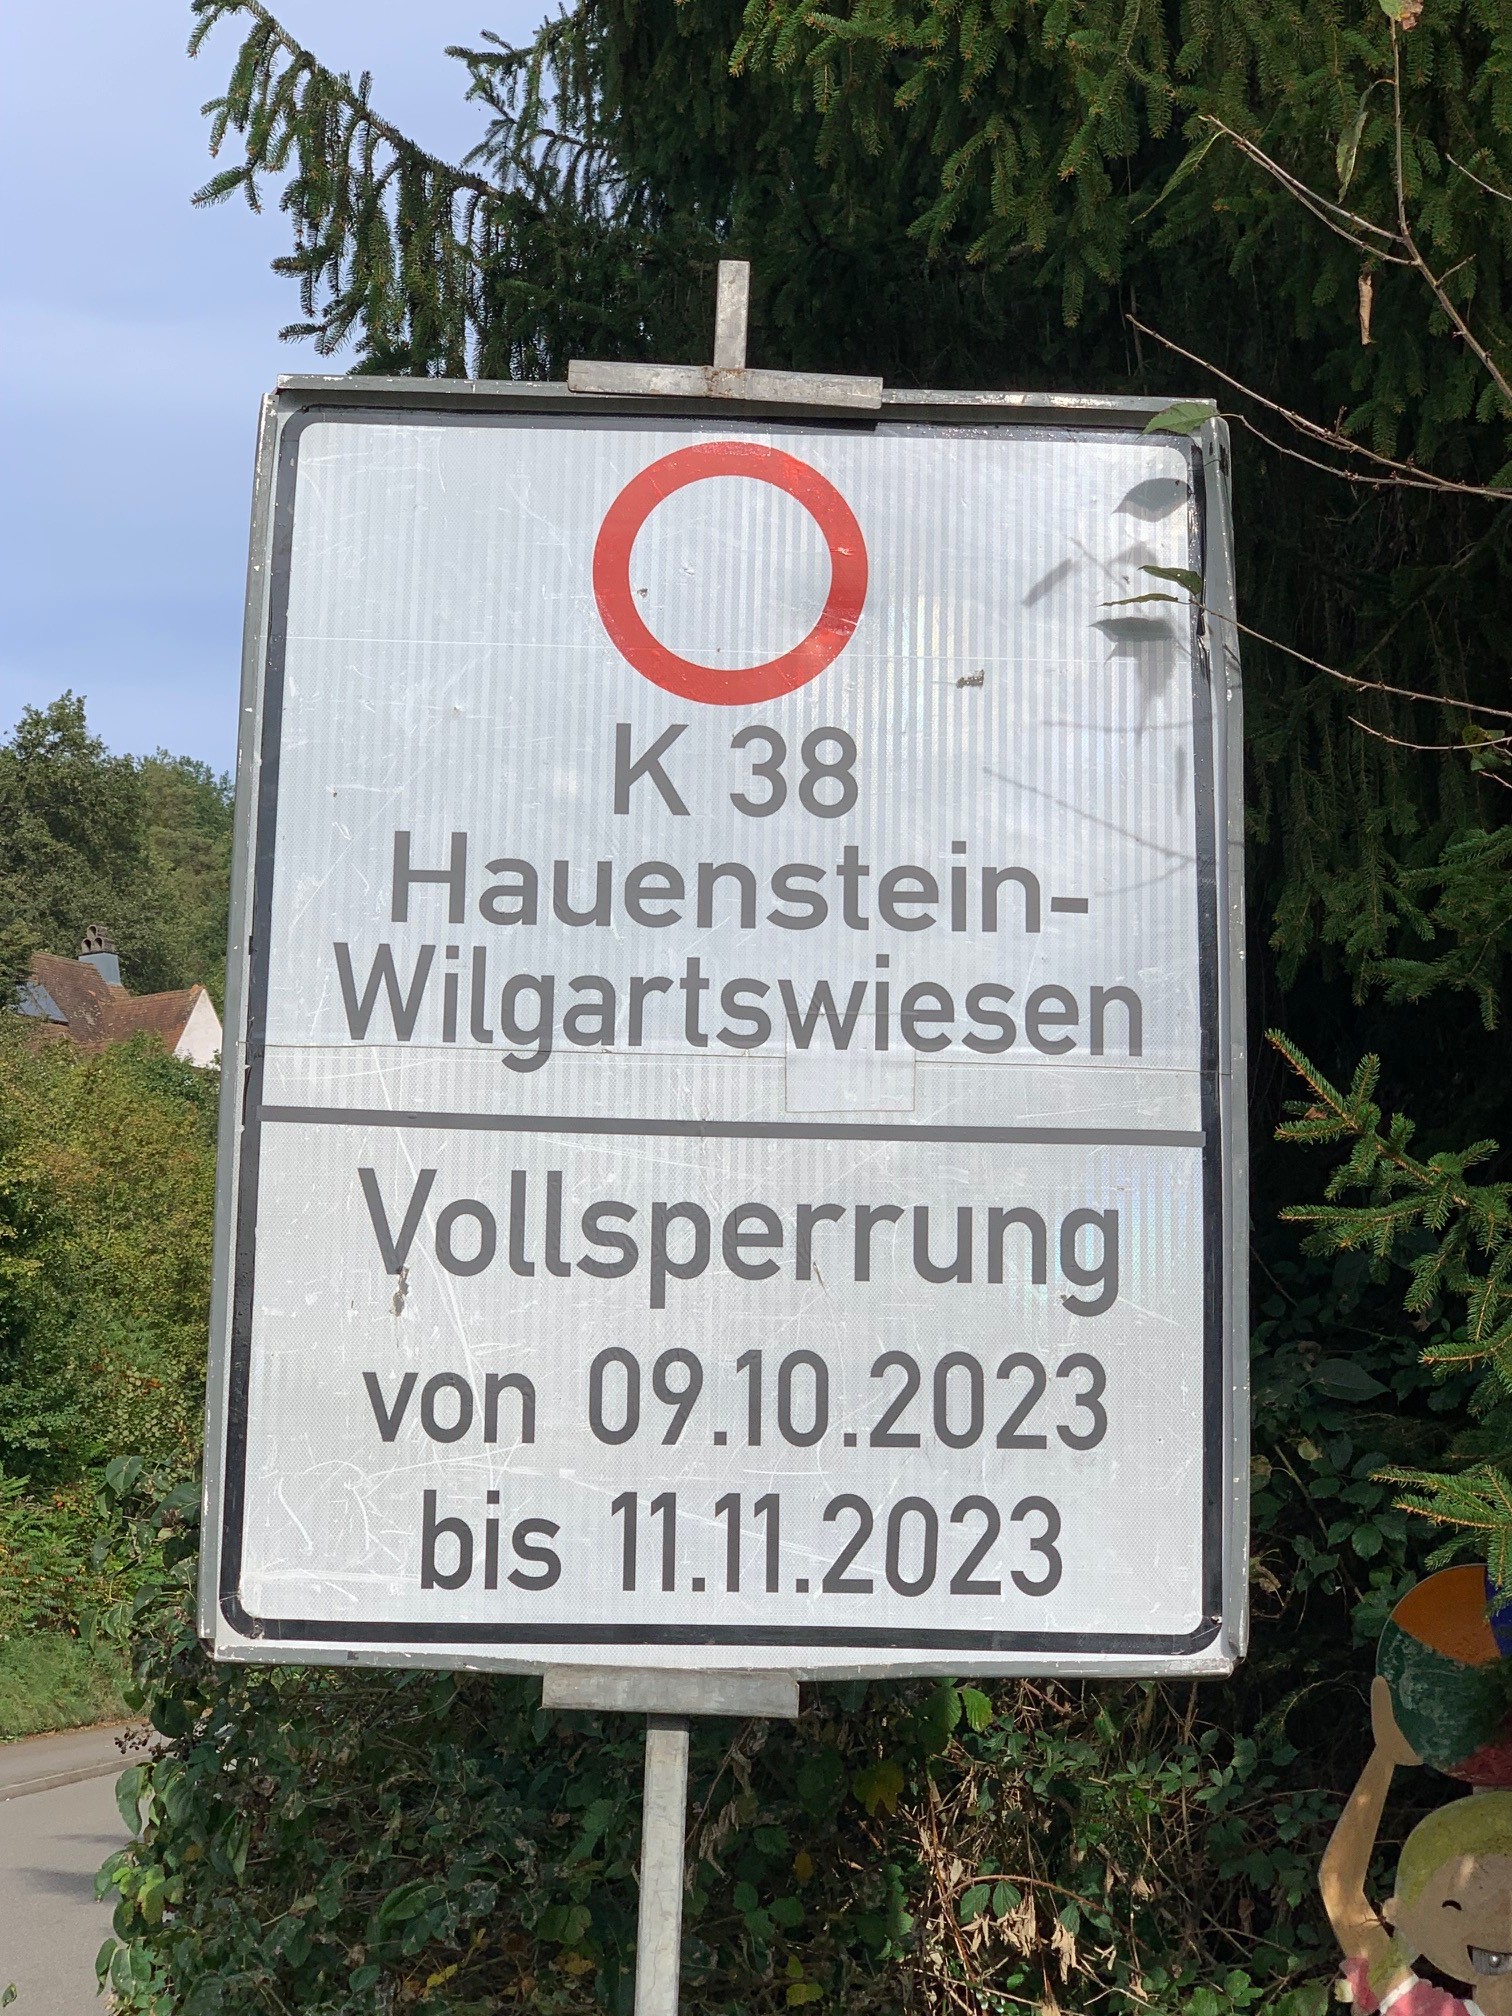 K 38
Hauenstein-
Wilgartswiesen
Vollsperrung
von 09.10.2023
bis 11.11.2023